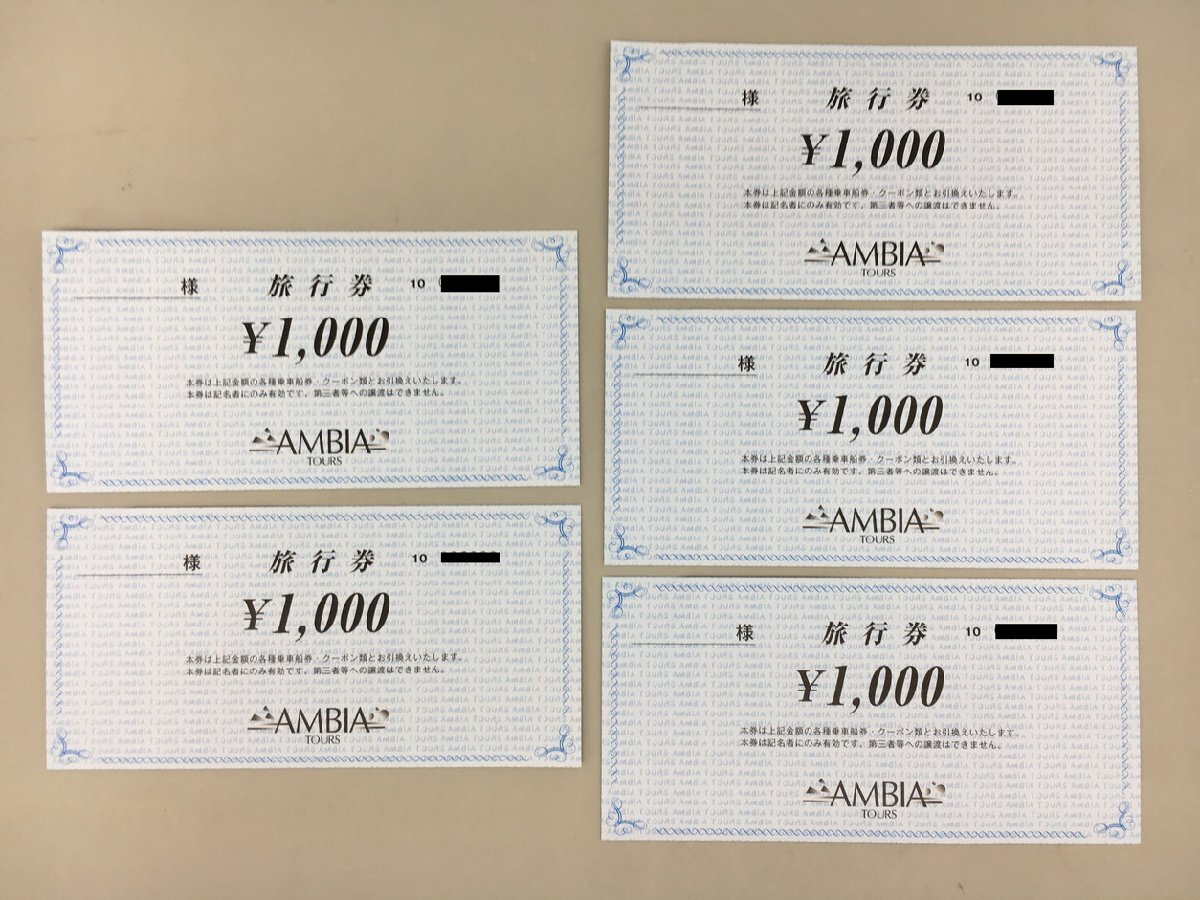 様 旅行券 10
¥1,000
本券は上記金額の各種乗車船券・クーポン類とお引換えいたします。
本券は記名者にのみ有効です。第三者等への譲渡はできません。
AMBIA
TOURS
様 旅行券 10
¥1,000
本券は上記金額の各種乗車船券・クーポン類とお引換えいたします。
本券は記名者にのみ有効です。第三者等への譲渡はできません。
AMBIA
TOURS
様 旅行券 10
¥1,000
本券は上記金額の各種乗車船券・クーポン類とお引換えいたします。
本券は記名者にのみ有効です。第三者等への譲渡はできません。
AMBIA
TOURS
様 旅行券 10
¥1,000
本券は上記金額の各種乗車船券・クーポン類とお引換えいたします。
本券は記名者にのみ有効です。第三者等への譲渡はできません。
AMBIA
TOURS
様 旅行券 10
¥1,000
本券は上記金額の各種乗車船券・クーポン類とお引換えいたします。
本券は記名者にのみ有効です。第三者等への譲渡はできません。
AMBIA
TOURS